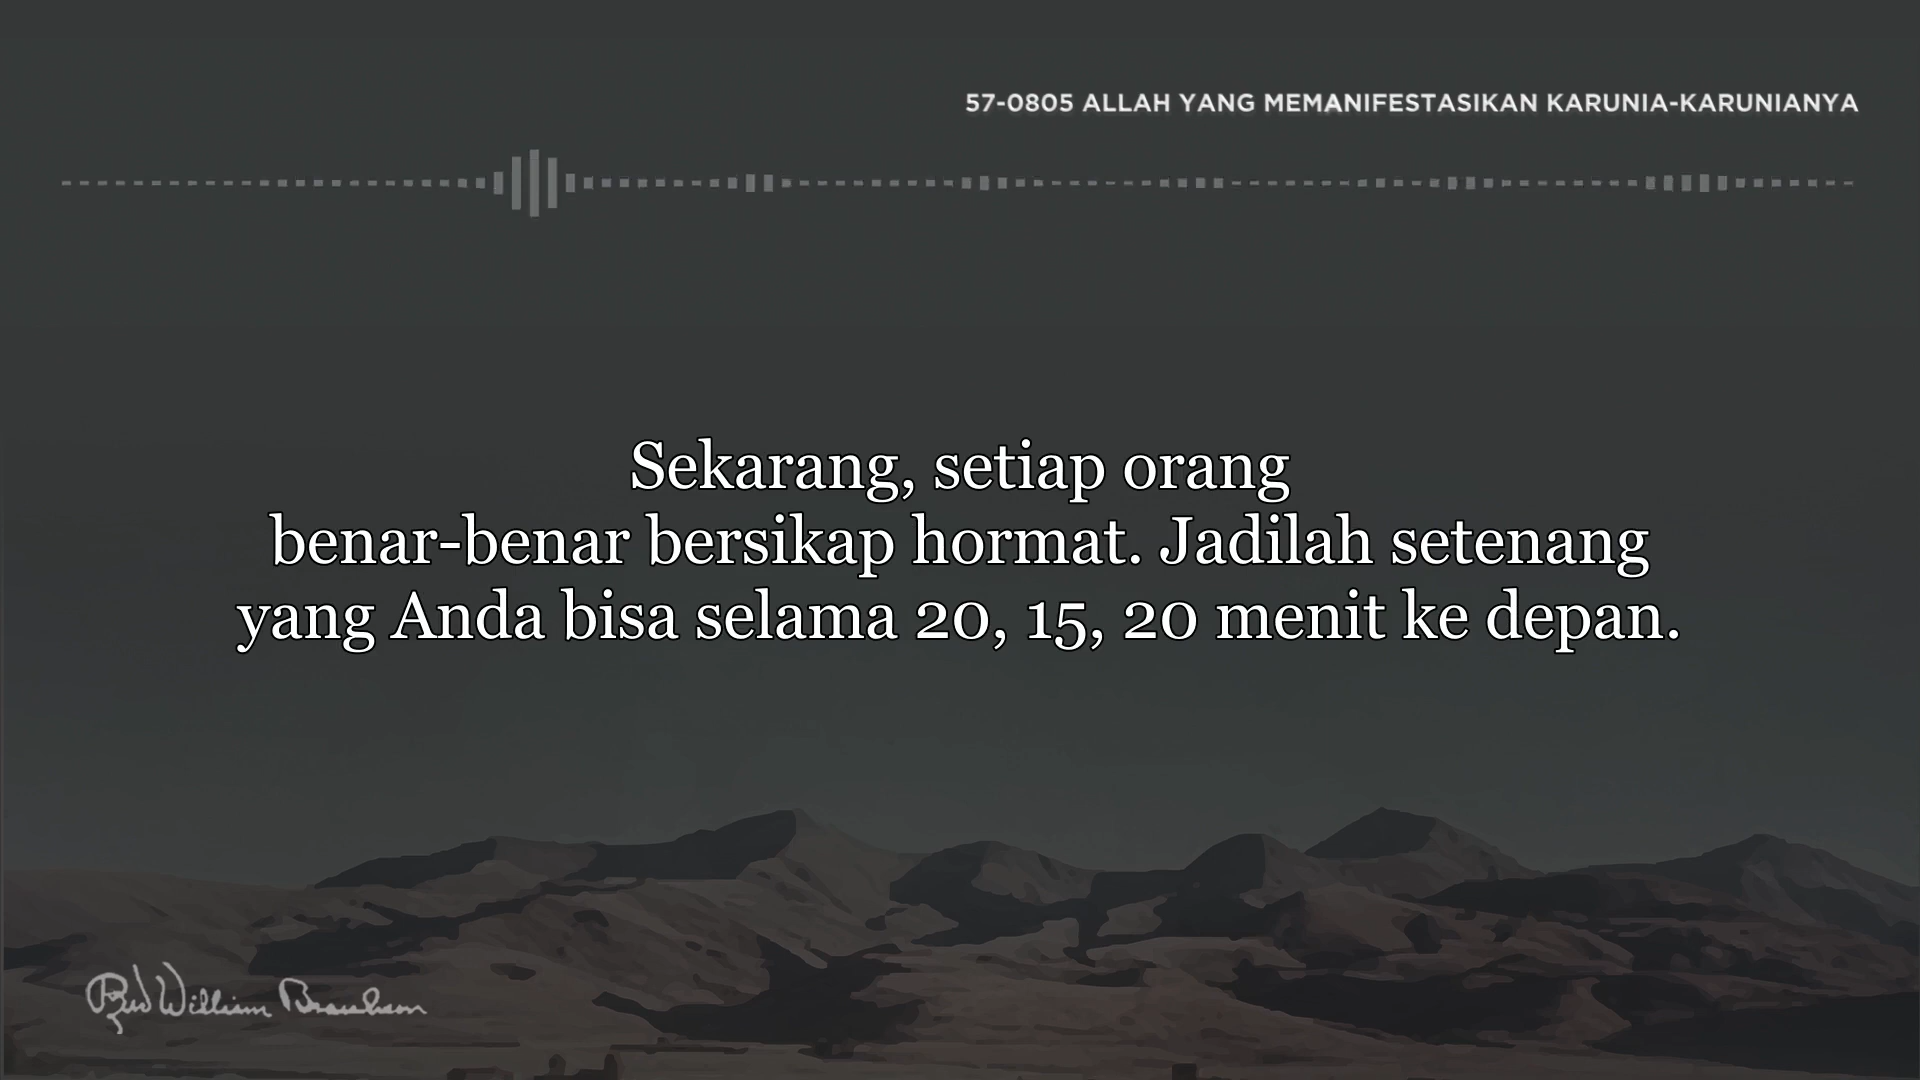 57-0805 ALLAH YANG MEMANIFESTASIKAN KARUNIA-KARUNIANYA
Sekarang, setiap orang
benar-benar bersikap hormat. Jadilah setenang
yang Anda bisa selama 20, 15, 20 menit ke depan.
Rev William Branham